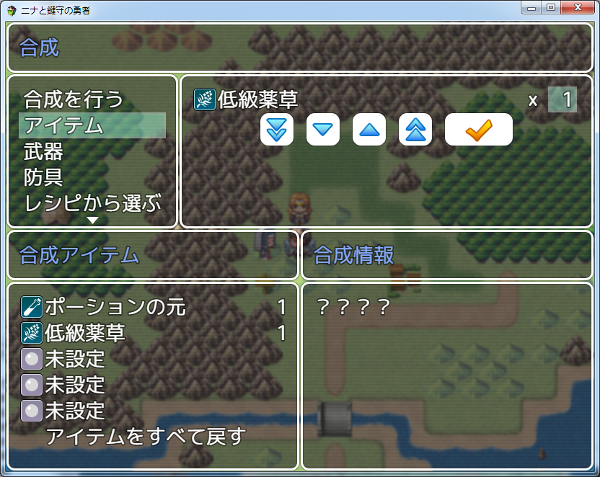 ニナと鍵守の勇者
合成
合成を行う
アイテム
武器
防具
レシピから選ぶ
低級薬草 x 1
合成アイテム
合成情報
ポーションの元 1
低級薬草 1
未設定
未設定
未設定
アイテムをすべて戻す
？？？？